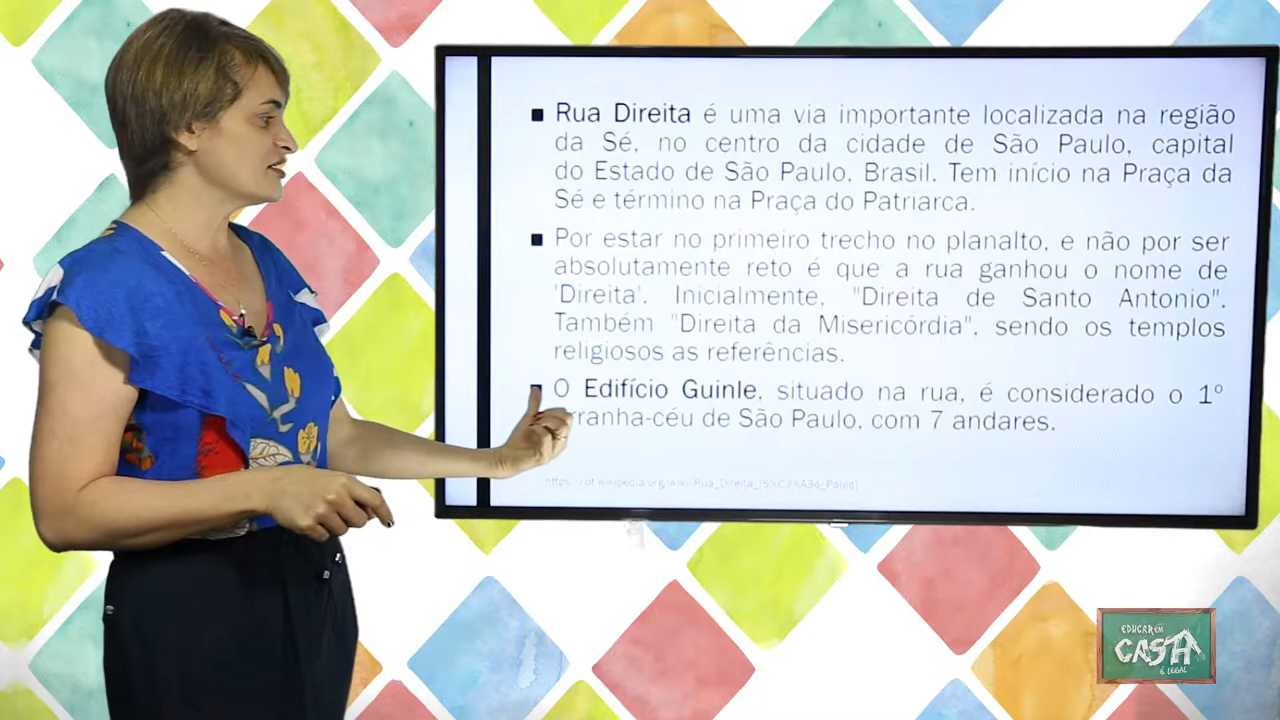 Rua Direita é uma via importante localizada na região
da Sé, no centro da cidade de São Paulo, capital
do Estado de São Paulo, Brasil. Tem início na Praça da
Sé e término na Praça do Patriarca.
Por estar no primeiro trecho no planalto, e não por ser
absolutamente reto é que a rua ganhou o nome de
'Direita'. Inicialmente, "Direita de Santo Antonio".
Também "Direita da Misericórdia", sendo os templos
religiosos as referências.
O Edifício Guinle, situado na rua, é considerado o 1º
rranha-céu de São Paulo, com 7 andares.
EDUCAR EM
CASA
É LEGAL